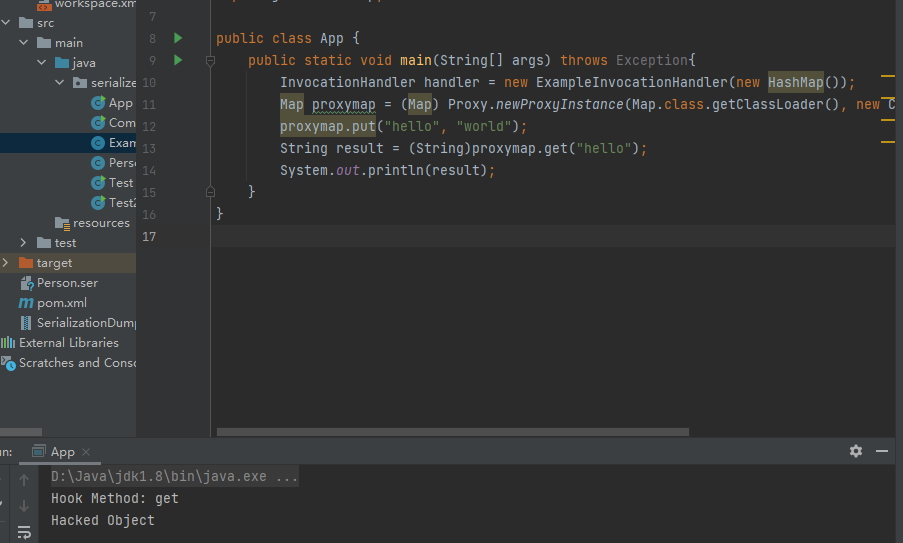 workspace.xm
src
main
java
serialize
App
Com
Exam
Perso
Test
Test2
resources
test
target
Person.ser
pom.xml
SerializationDump
External Libraries
Scratches and Conso
7
8 public class App {
9 public static void main(String[] args) throws Exception{
10 InvocationHandler handler = new ExampleInvocationHandler(new HashMap());
11 Map proxymap = (Map) Proxy.newProxyInstance(Map.class.getClassLoader(), new C
12 proxymap.put("hello", "world");
13 String result = (String)proxymap.get("hello");
14 System.out.println(result);
15 }
16 }
17
un: App
D:\Java\jdk1.8\bin\java.exe ...
Hook Method: get
Hacked Object